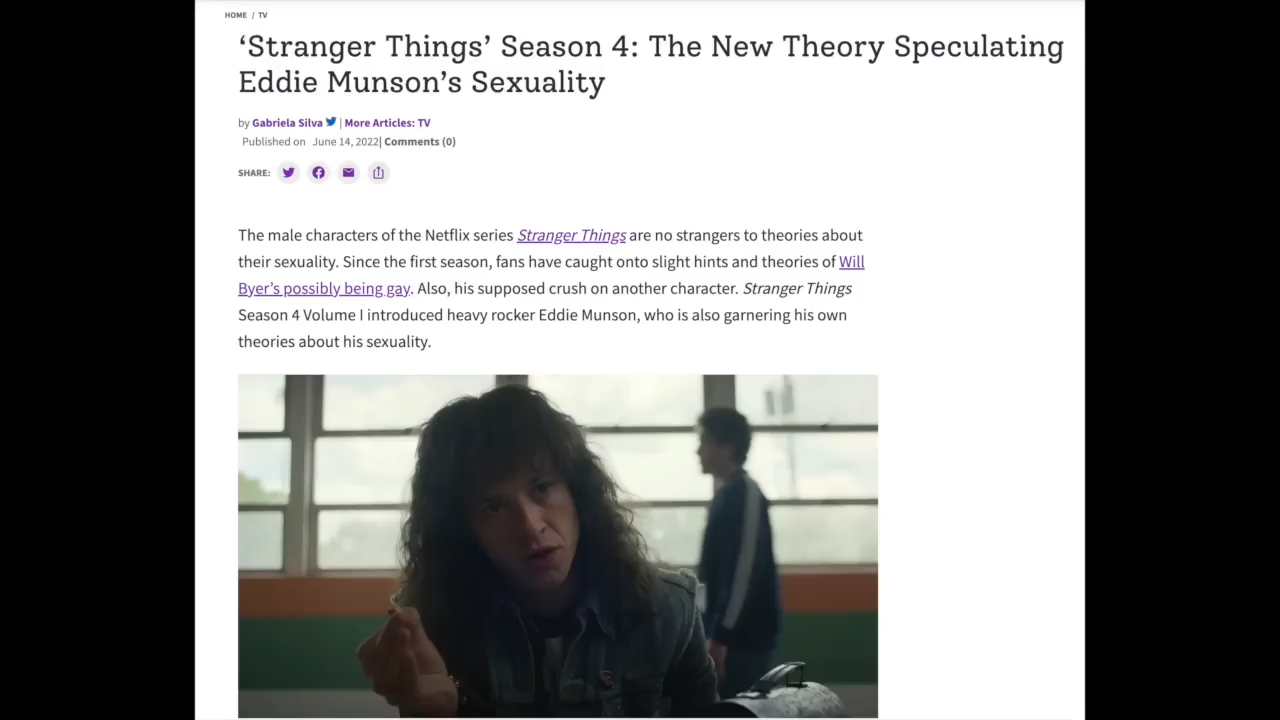 HOME / TV
‘Stranger Things’ Season 4: The New Theory Speculating
Eddie Munson’s Sexuality
by Gabriela Silva | More Articles: TV
Published on June 14, 2022| Comments (0)
SHARE:
The male characters of the Netflix series Stranger Things are no strangers to theories about
their sexuality. Since the first season, fans have caught onto slight hints and theories of Will
Byer’s possibly being gay. Also, his supposed crush on another character. Stranger Things
Season 4 Volume I introduced heavy rocker Eddie Munson, who is also garnering his own
theories about his sexuality.